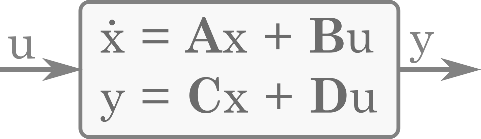 u
ẋ = Ax + Bu
y = Cx + Du
y